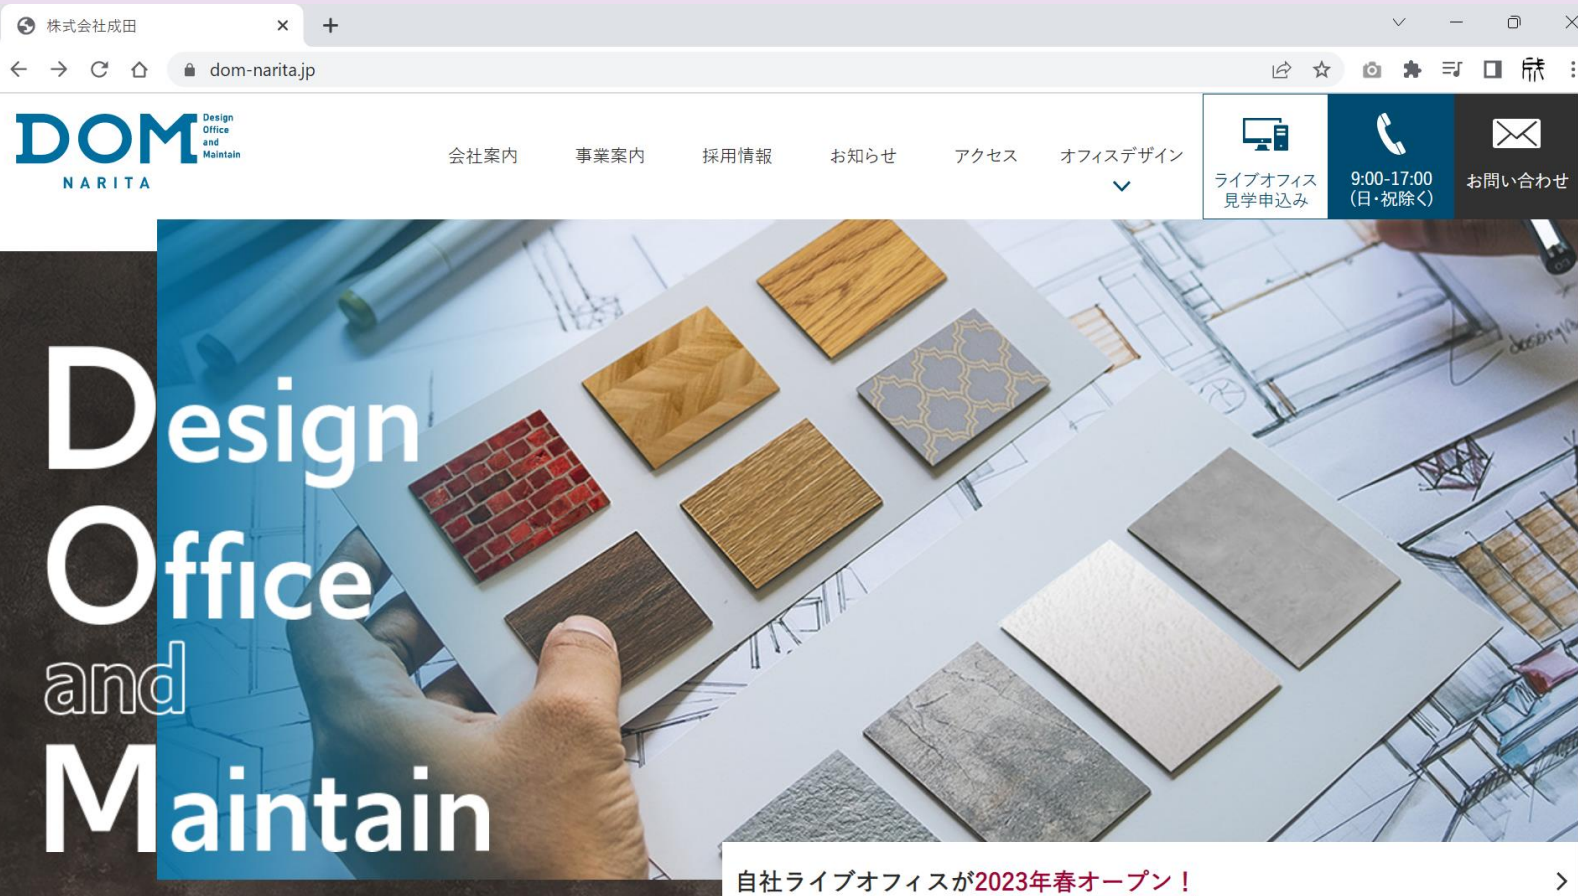 株式会社成田
dom-narita.jp
DOM
Design
Office
and
Maintain
NARITA
会社案内
事業案内
採用情報
お知らせ
アクセス
オフィスデザイン
ライブオフィス
見学申込み
9:00-17:00
(日・祝除く)
お問い合わせ
Design
Office
and
Maintain
自社ライブオフィスが2023年春オープン！